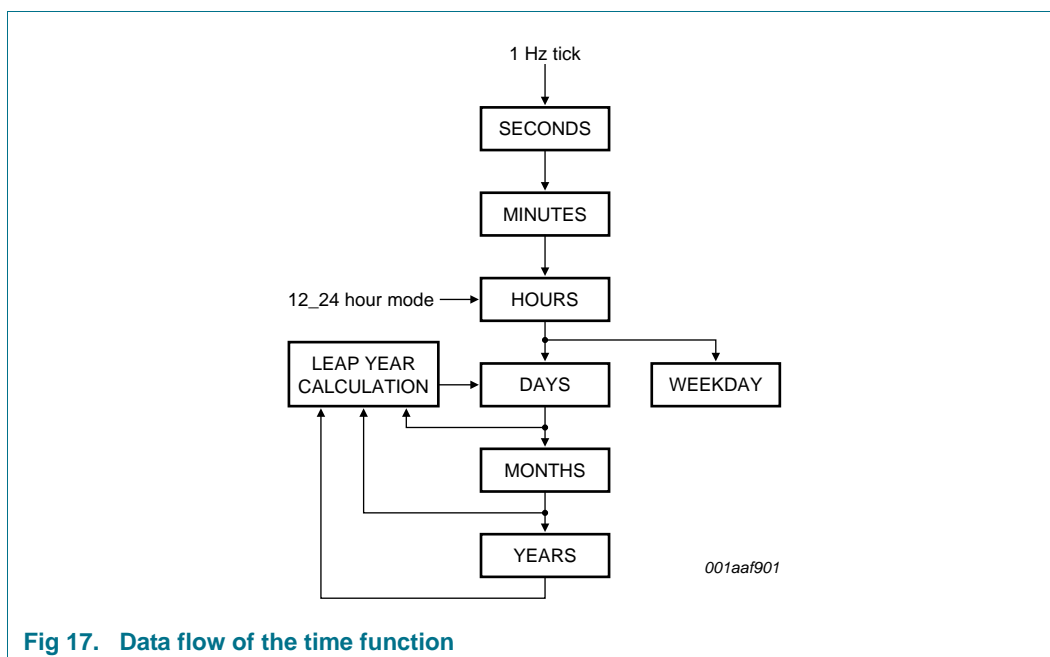 1 Hz tick
SECONDS
MINUTES
12_24 hour mode
HOURS
LEAP YEAR
CALCULATION
DAYS
WEEKDAY
MONTHS
YEARS
001aaf901
Fig 17. Data flow of the time function